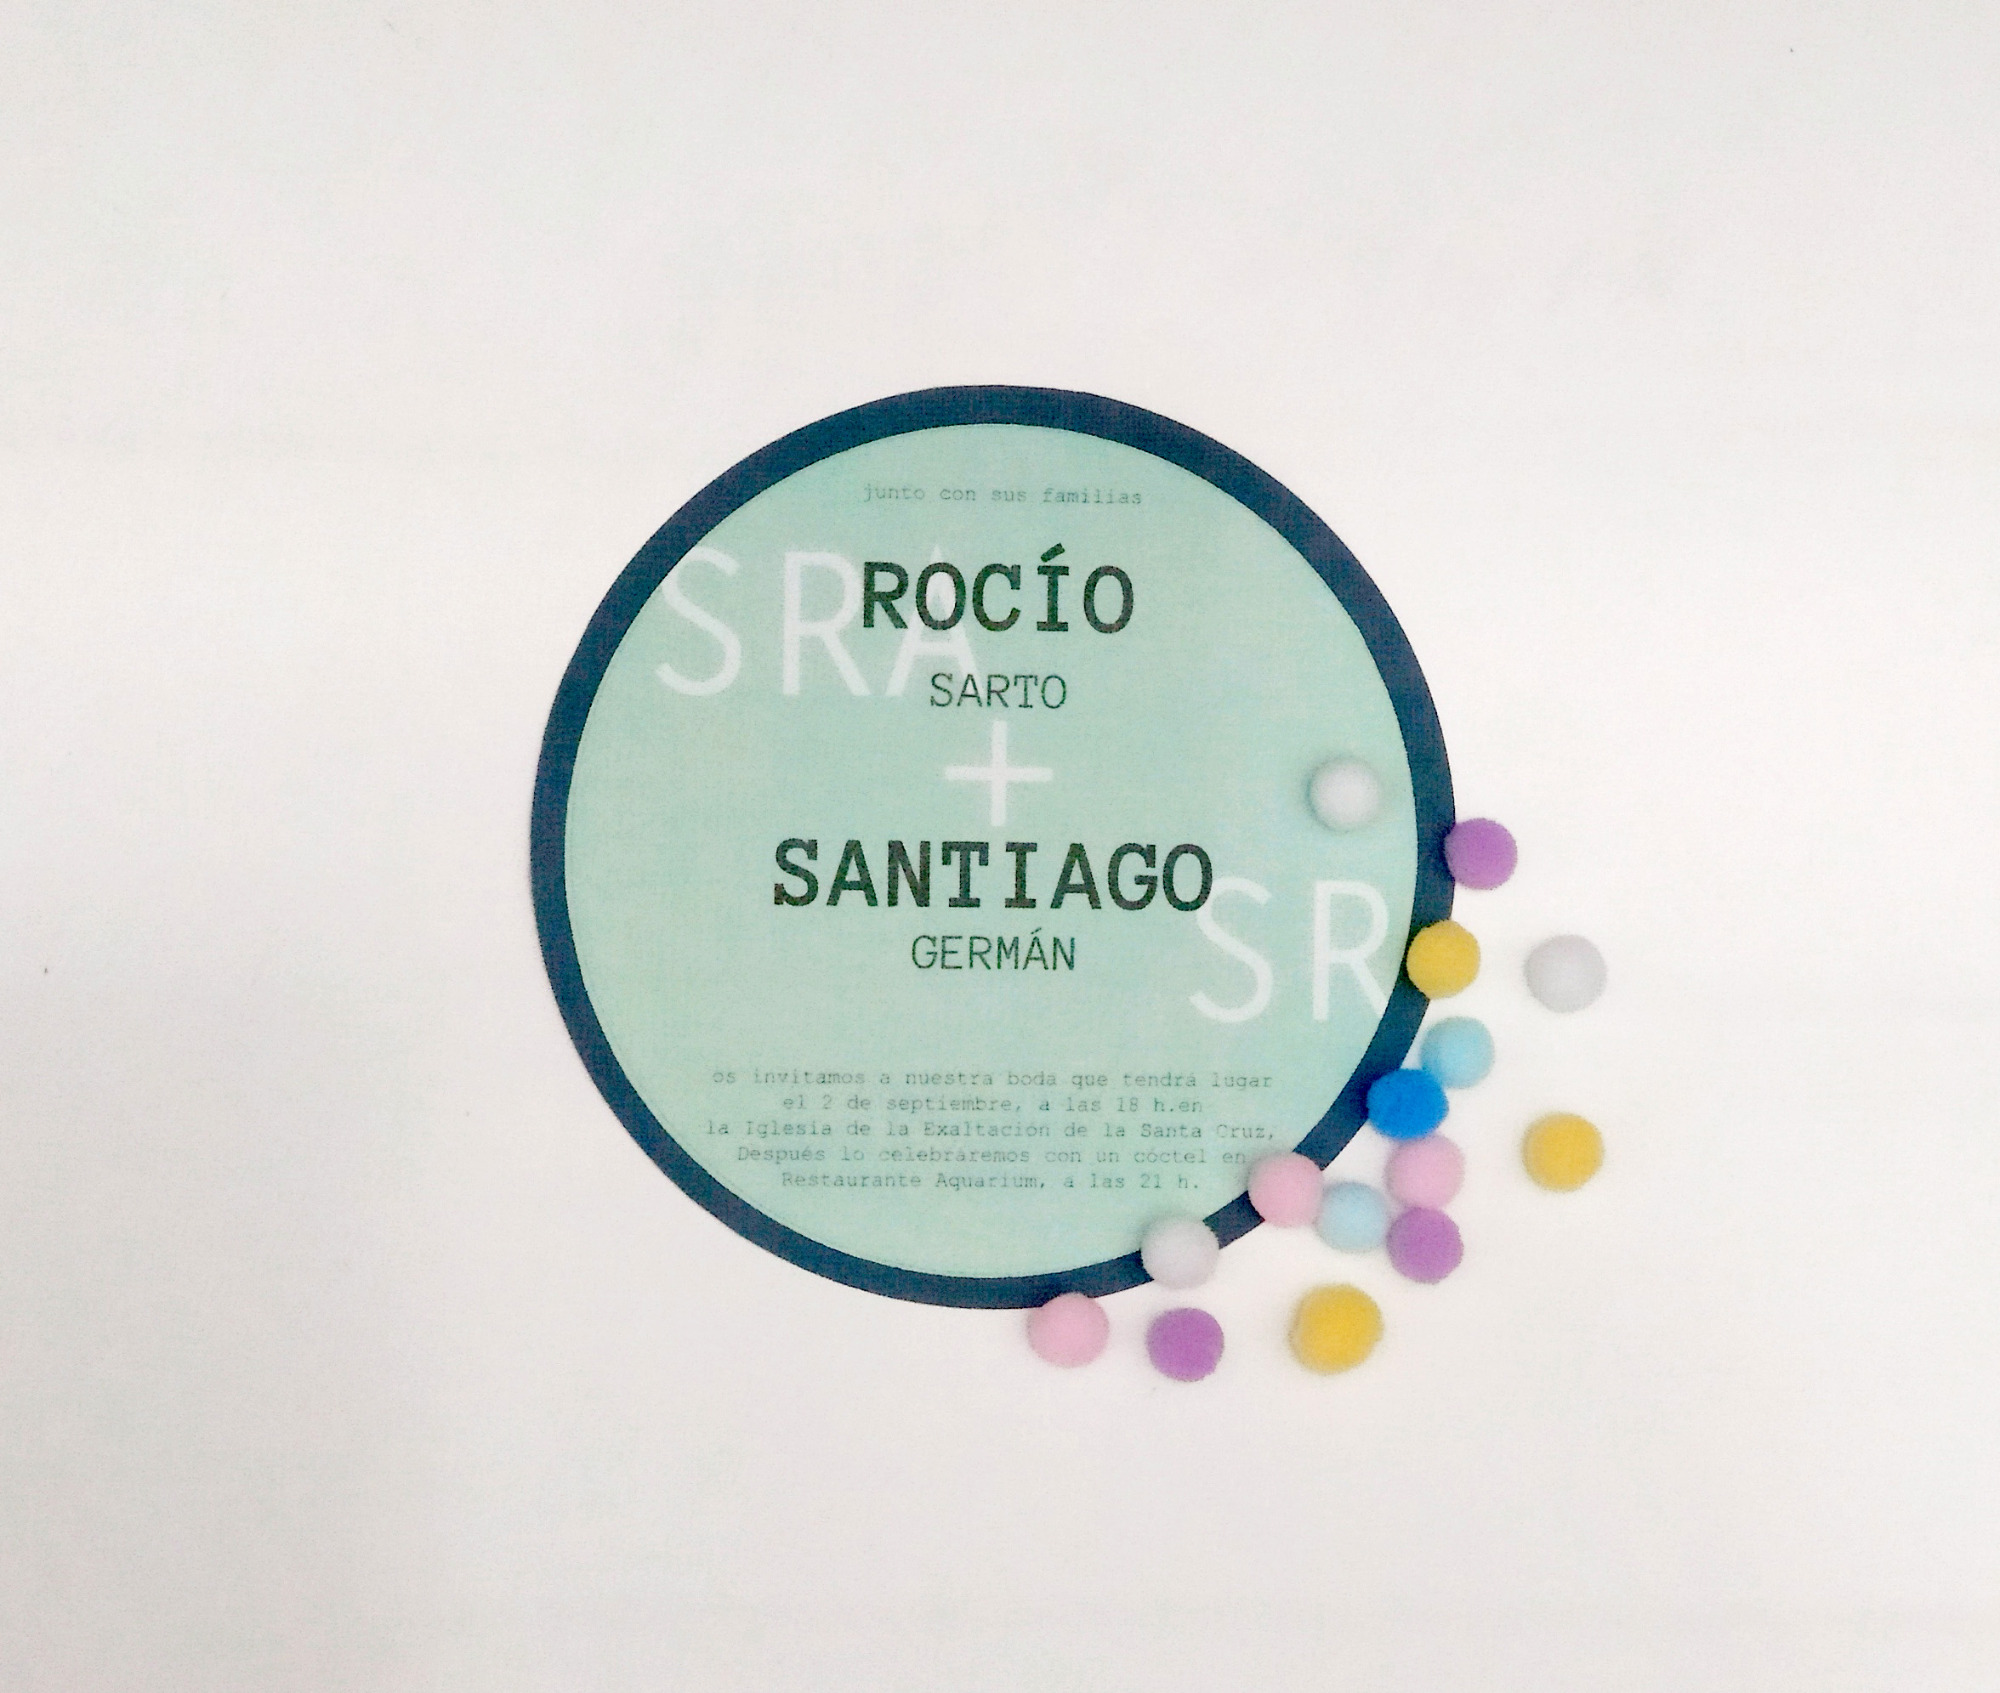 junto con sus familias
SRA
ROCÍO
SARTO
+
SANTIAGO
SR
GERMÁN
os invitamos a nuestra boda que tendrá lugar
el 2 de septiembre, a las 18 h.en
la Iglesia de la Exaltación de la Santa Cruz,
Después lo celebraremos con un cóctel en
Restaurante Aquarium, a las 21 h.